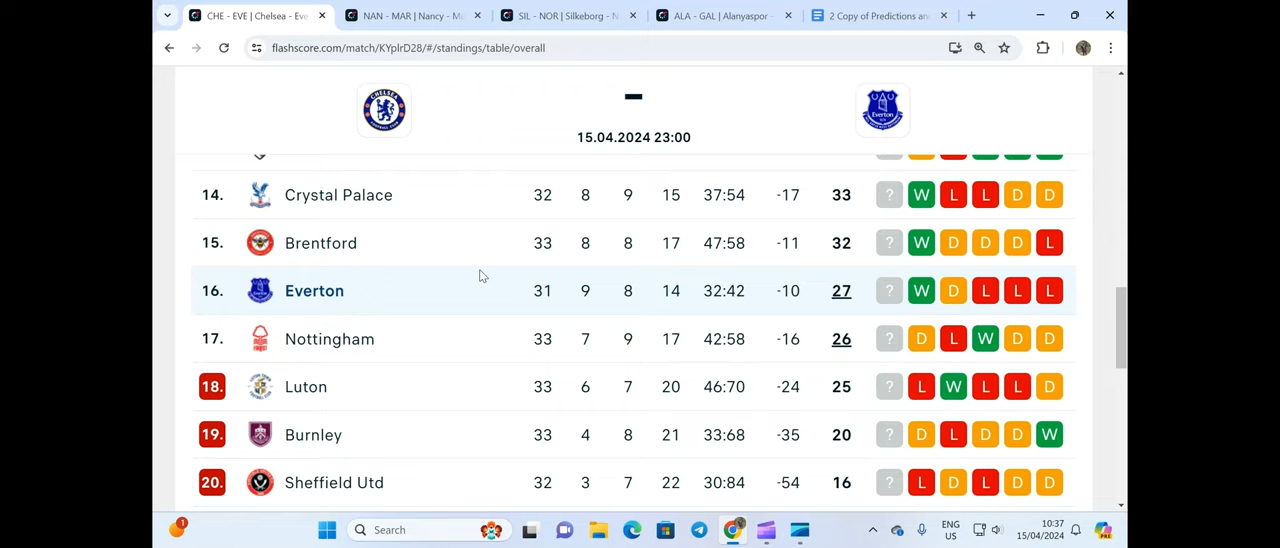 CHE - EVE | Chelsea - Eve
NAN - MAR | Nancy - Ma
SIL - NOR | Silkeborg - N
ALA - GAL | Alanyaspor -
2 Copy of Predictions an
flashscore.com/match/KYplrD28/#/standings/table/overall
CHELSEA
Everton
15.04.2024 23:00
14. Crystal Palace 32 8 9 15 37:54 -17 33 ? W L L D D
15. Brentford 33 8 8 17 47:58 -11 32 ? W D D D L
16. Everton 31 9 8 14 32:42 -10 27 ? W D L L L
17. Nottingham 33 7 9 17 42:58 -16 26 ? D L W D D
18. Luton 33 6 7 20 46:70 -24 25 ? L W L L D
19. Burnley 33 4 8 21 33:68 -35 20 ? D L D D W
20. Sheffield Utd 32 3 7 22 30:84 -54 16 ? L D L D D
1
Search
ENG
US
10:37
15/04/2024
PRE